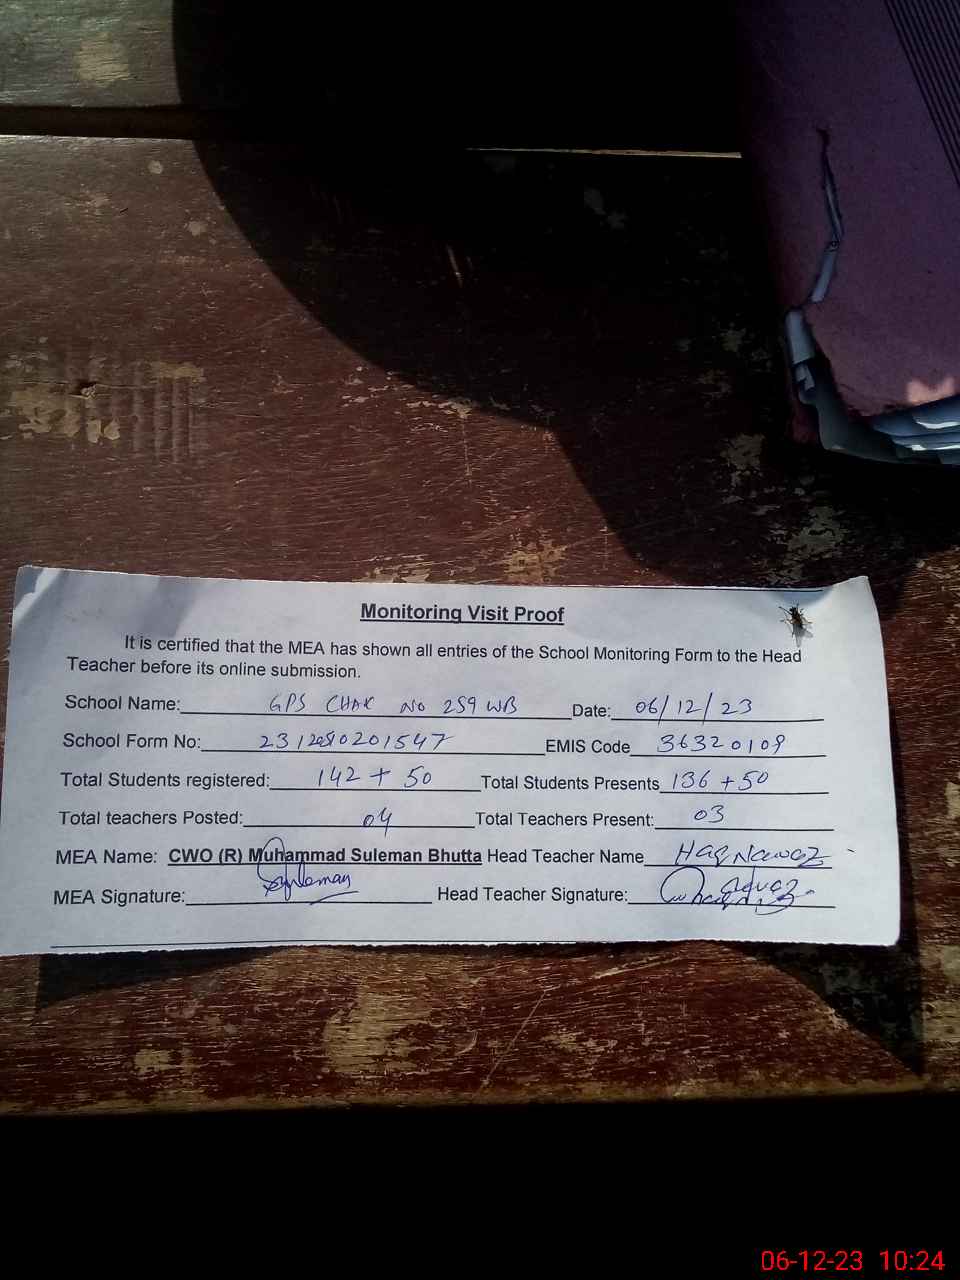 Monitoring Visit Proof
It is certified that the MEA has shown all entries of the School Monitoring Form to the Head
Teacher before its online submission.
School Name: GPS CHAK NO 259 WB Date: 06/12/23
School Form No: EMIS Code 36320109
Total Students registered: 142 + 50 Total Students Presents 136 + 50
Total teachers Posted: 04 Total Teachers Present: 03
MEA Name: CWO (R) Muhammad Suleman Bhutta Head Teacher Name Haq Nawaz
MEA Signature: Suleman Head Teacher Signature:
06-12-23 10:24